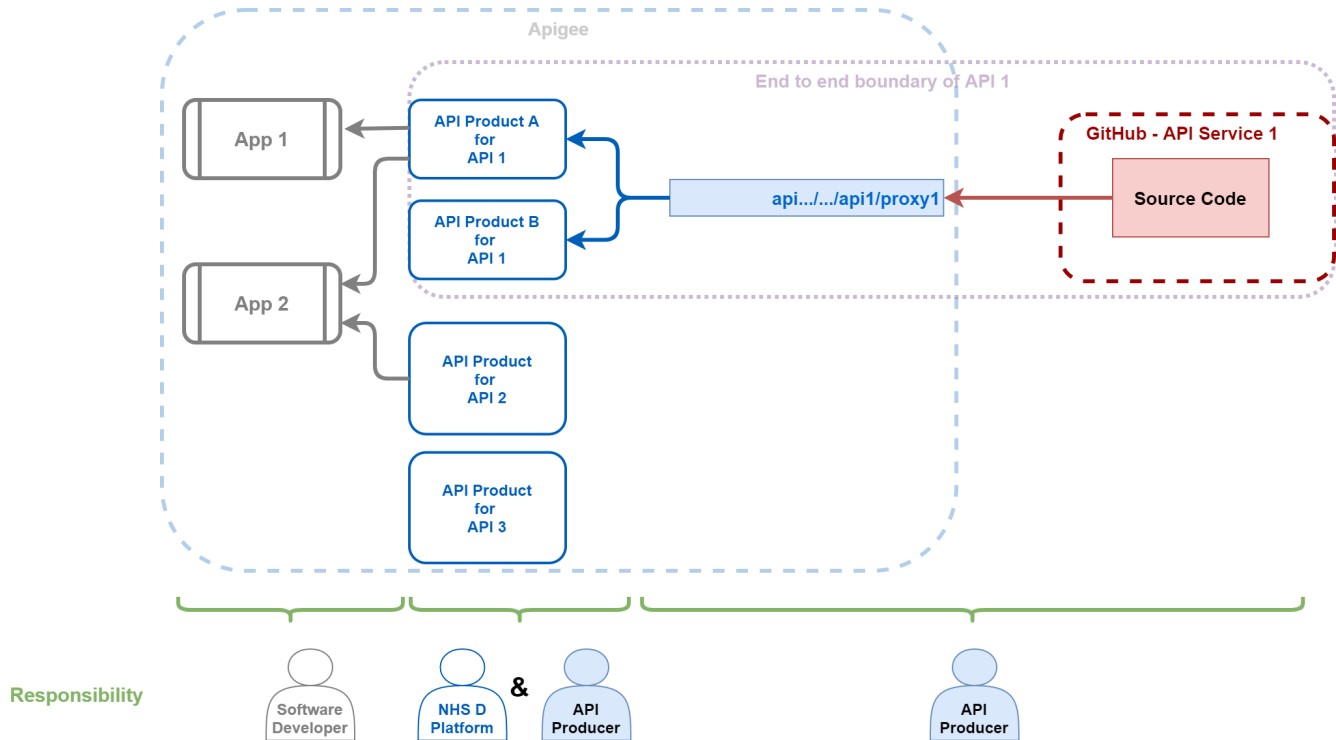 Apigee
End to end boundary of API 1
App 1
API Product A
for
API 1
GitHub - API Service 1
api.../.../api1/proxy1
Source Code
API Product B
for
API 1
App 2
API Product
for
API 2
API Product
for
API 3
Responsibility
Software
Developer
NHS D
Platform
&
API
Producer
API
Producer